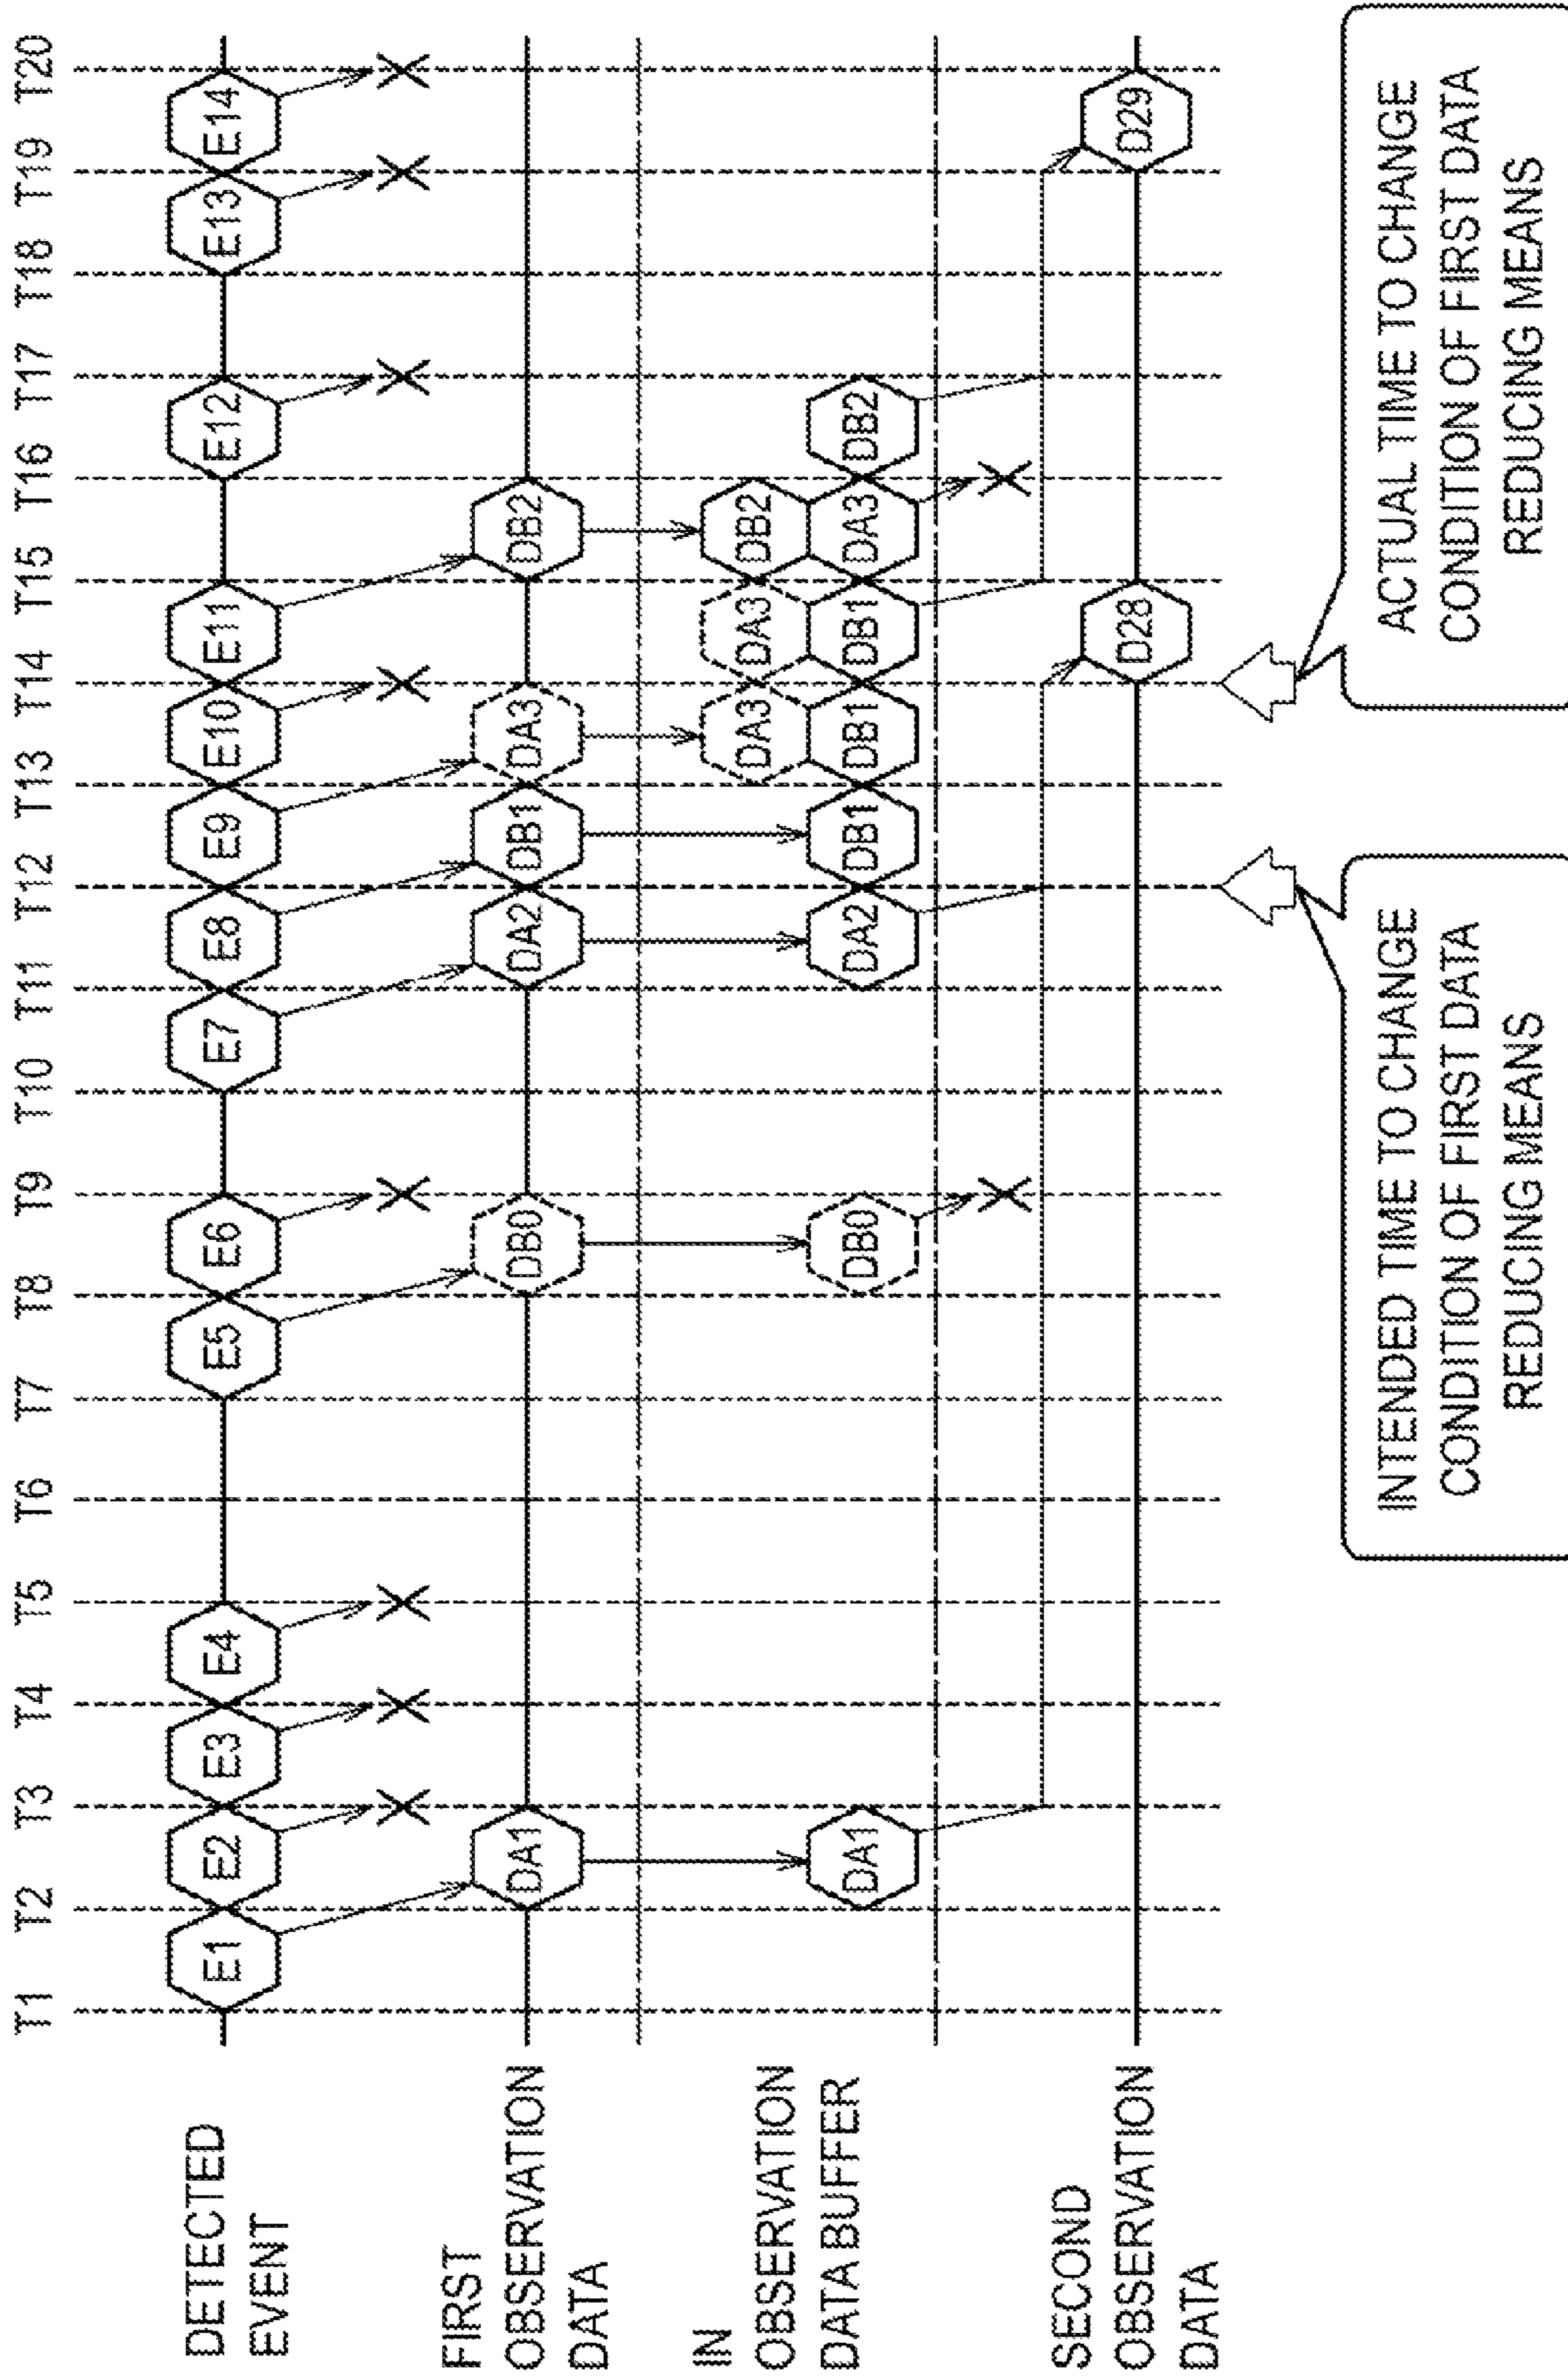 T1 T2 T3 T4 T5 T6 T7 T8 T9 T10 T11 T12 T13 T14 T15 T16 T17 T18 T19 T20
DETECTED
EVENT
E1 E2 E3 E4 E5 E6 E7 E8 E9 E10 E11 E12 E13 E14
FIRST
OBSERVATION
DATA
DA1 DB0 DA2 DB1 DA3 DB2
IN
OBSERVATION
DATA BUFFER
DA3 DA3 DB2
DA1 DB0 DA2 DB1 DB1 DB1 DA3 DB2
SECOND
OBSERVATION
DATA
D28 D29
INTENDED TIME TO CHANGE
CONDITION OF FIRST DATA
REDUCING MEANS
ACTUAL TIME TO CHANGE
CONDITION OF FIRST DATA
REDUCING MEANS